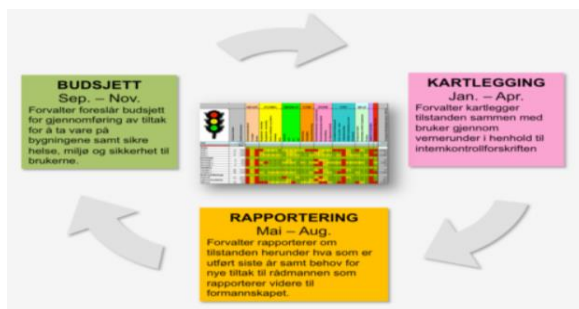 BUDSJETT
Sep. – Nov.
Forvalter foreslår budsjett
for gjennomføring av tiltak
for å ta vare på
bygningene samt sikre
helse, miljø og sikkerhet til
brukerne.
KARTLEGGING
Jan. – Apr.
Forvalter kartlegger
tilstanden sammen med
bruker gjennom
vernerunder i henhold til
internkontrollforskriften
RAPPORTERING
Mai – Aug.
Forvalter rapporterer om
tilstanden herunder hva som er
utført siste år samt behov for
nye tiltak til rådmannen som
rapporterer videre til
formannskapet.